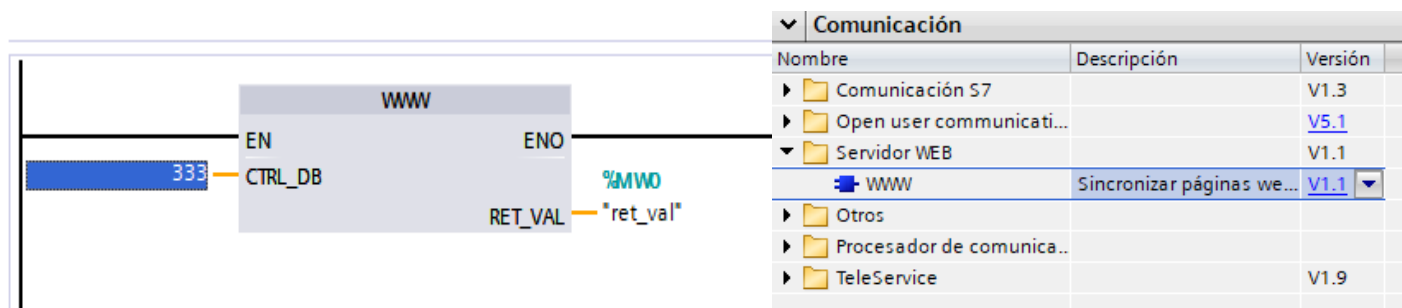 WWW
EN ENO
333 CTRL_DB
%MW0
RET_VAL "ret_val"
Comunicación
Nombre Descripción Versión
Comunicación S7 V1.3
Open user communicati... V5.1
Servidor WEB V1.1
WWW Sincronizar páginas we... V1.1
Otros
Procesador de comunica..
TeleService V1.9